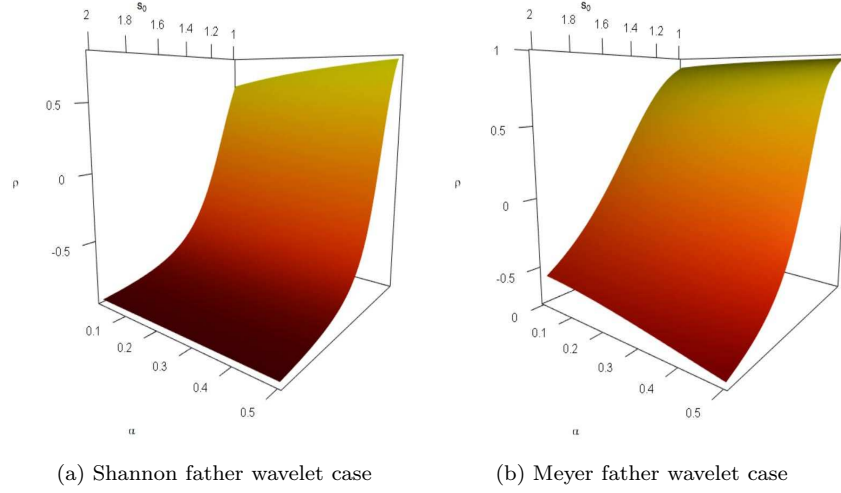 s₀
2 1.8 1.6 1.4 1.2 1
0.5
0
-0.5
ρ
0.1
0.2
0.3
0.4
0.5
α
s₀
2 1.8 1.6 1.4 1.2 1
1
0.5
0
-0.5
ρ
0
0.1
0.2
0.3
0.4
0.5
α
(a) Shannon father wavelet case
(b) Meyer father wavelet case